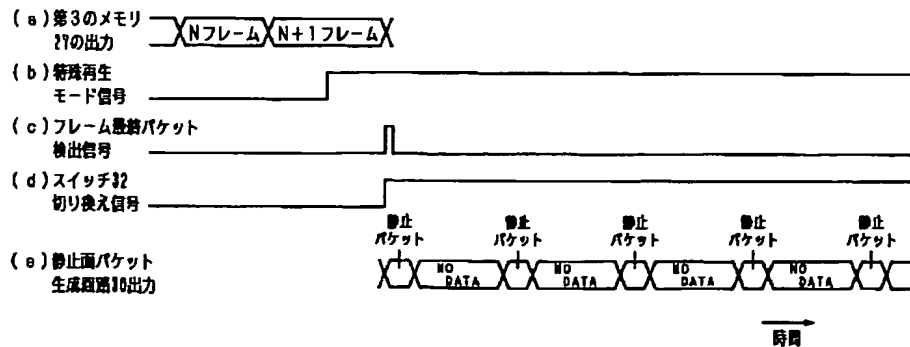 (a)第3のメモリ
27の出力
Nフレーム N+1フレーム
(b)特殊再生
モード信号
(c)フレーム最終パケット
検出信号
(d)スイッチ32
切り換え信号
静止 静止 静止 静止 静止
パケット パケット パケット パケット パケット
(e)静止画パケット
生成回路30出力
NO NO NO NO
DATA DATA DATA DATA
時間